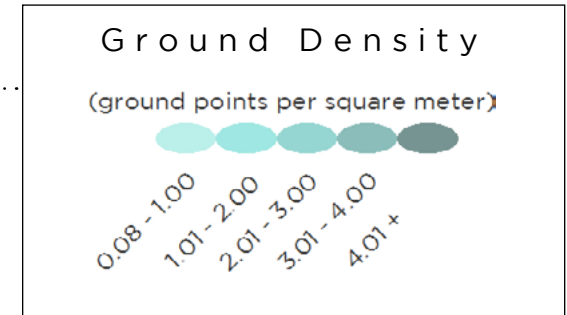 Ground Density
(ground points per square meter)
0.08 - 1.00
1.01 - 2.00
2.01 - 3.00
3.01 - 4.00
4.01 +